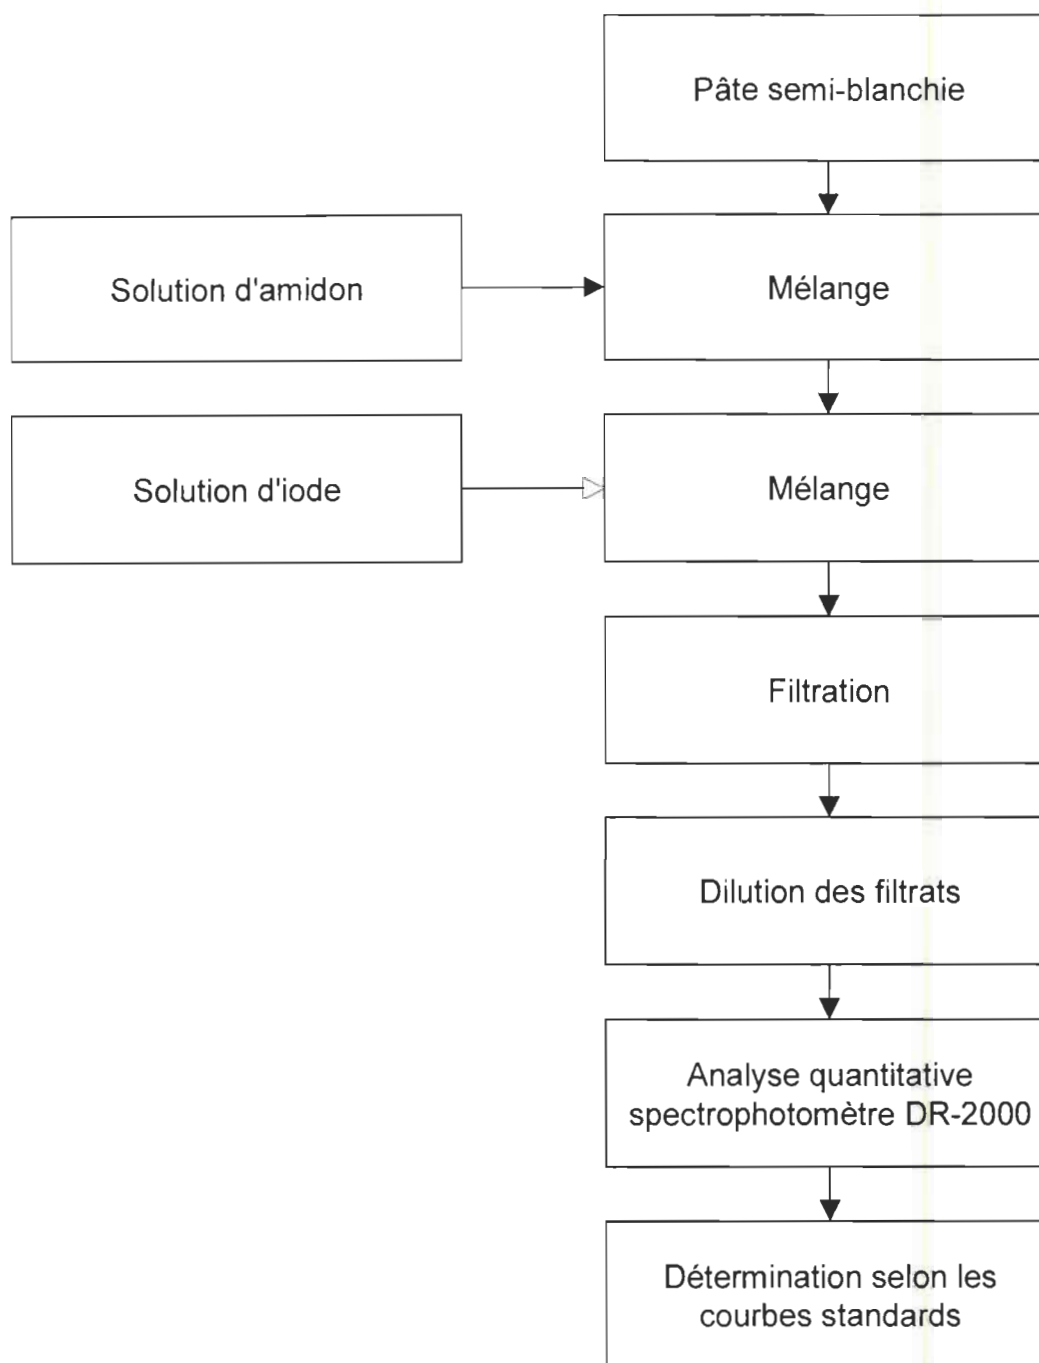 Pâte semi-blanchie
Solution d'amidon
Mélange
Solution d'iode
Mélange
Filtration
Dilution des filtrats
Analyse quantitative
spectrophotomètre DR-2000
Détermination selon les
courbes standards